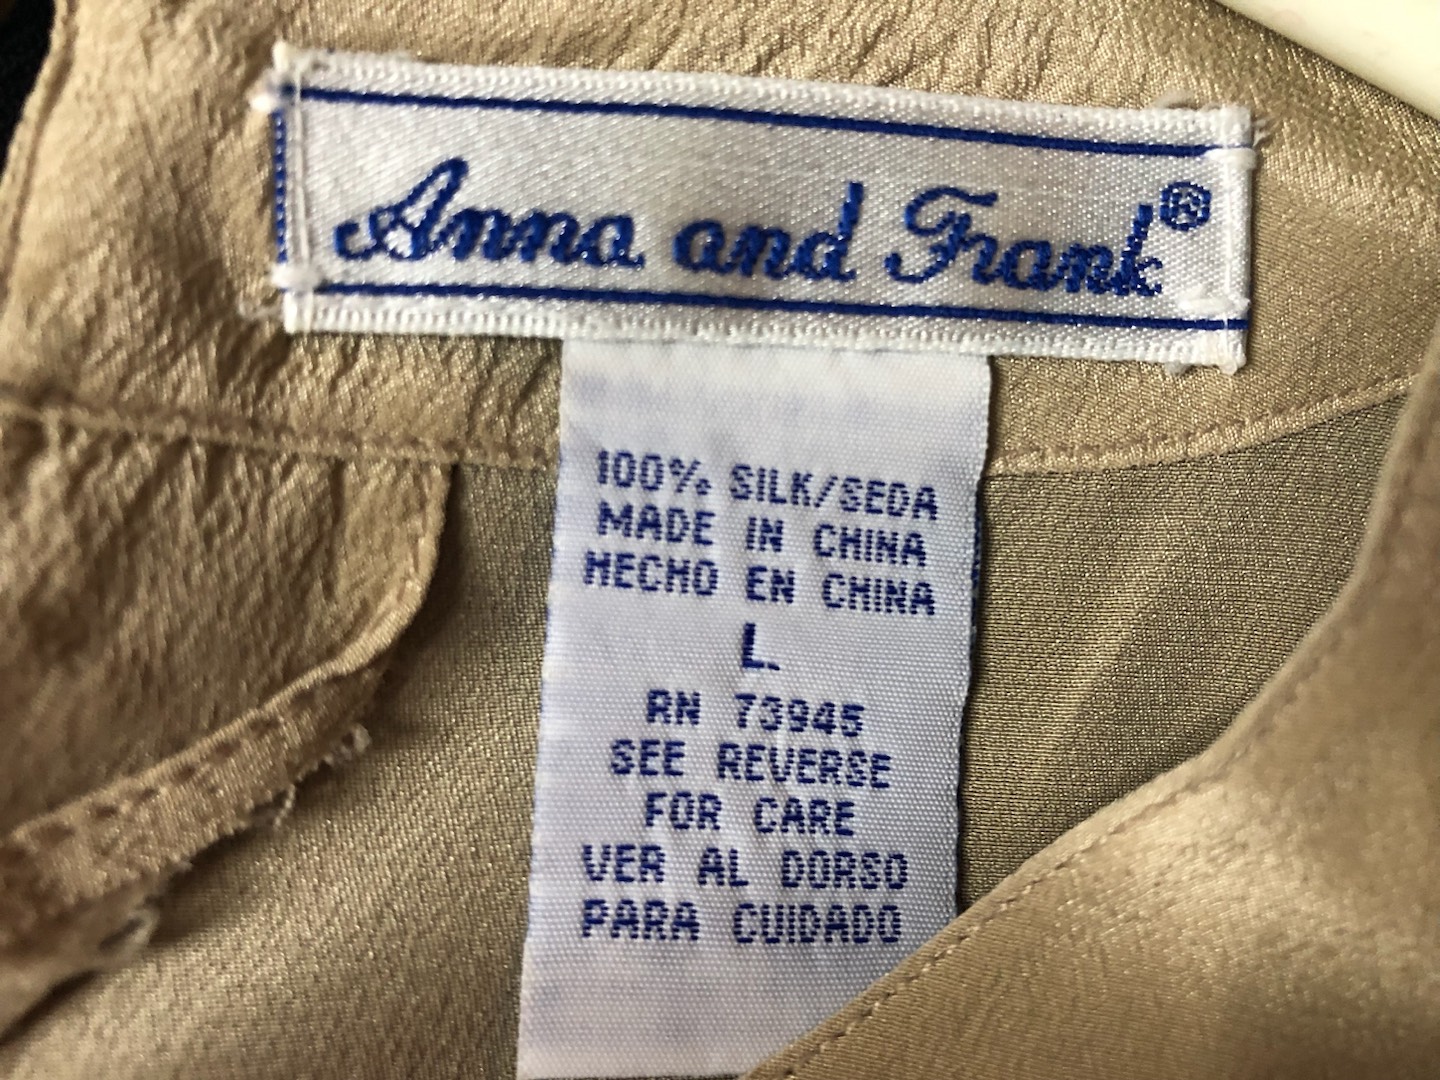 Anna and Frank®
100% SILK/SEDA
MADE IN CHINA
HECHO EN CHINA
L
RN 73945
SEE REVERSE
FOR CARE
VER AL DORSO
PARA CUIDADO